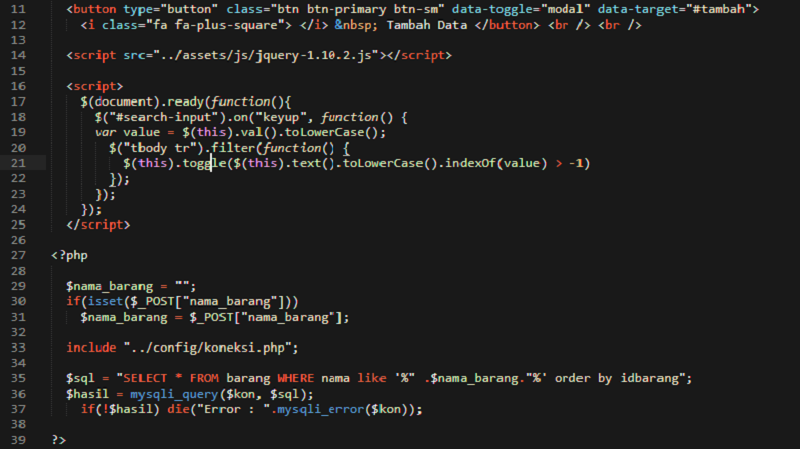 11 <button type="button" class="btn btn-primary btn-sm" data-toggle="modal" data-target="#tambah">
12 <i class="fa fa-plus-square"> </i> &nbsp; Tambah Data </button> <br /> <br />
13
14 <script src="../assets/js/jquery-1.10.2.js"></script>
15
16 <script>
17 $(document).ready(function(){
18 $("#search-input").on("keyup", function() {
19 var value = $(this).val().toLowerCase();
20 $("tbody tr").filter(function() {
21 $(this).toggle($(this).text().toLowerCase().indexOf(value) > -1)
22 });
23 });
24 });
25 </script>
26
27 <?php
28
29 $nama_barang = "";
30 if(isset($_POST["nama_barang"]))
31 $nama_barang = $_POST["nama_barang"];
32
33 include "../config/koneksi.php";
34
35 $sql = "SELECT * FROM barang WHERE nama like '%" .$nama_barang."%' order by idbarang";
36 $hasil = mysqli_query($kon, $sql);
37 if(!$hasil) die("Error : ".mysqli_error($kon));
38
39 ?>